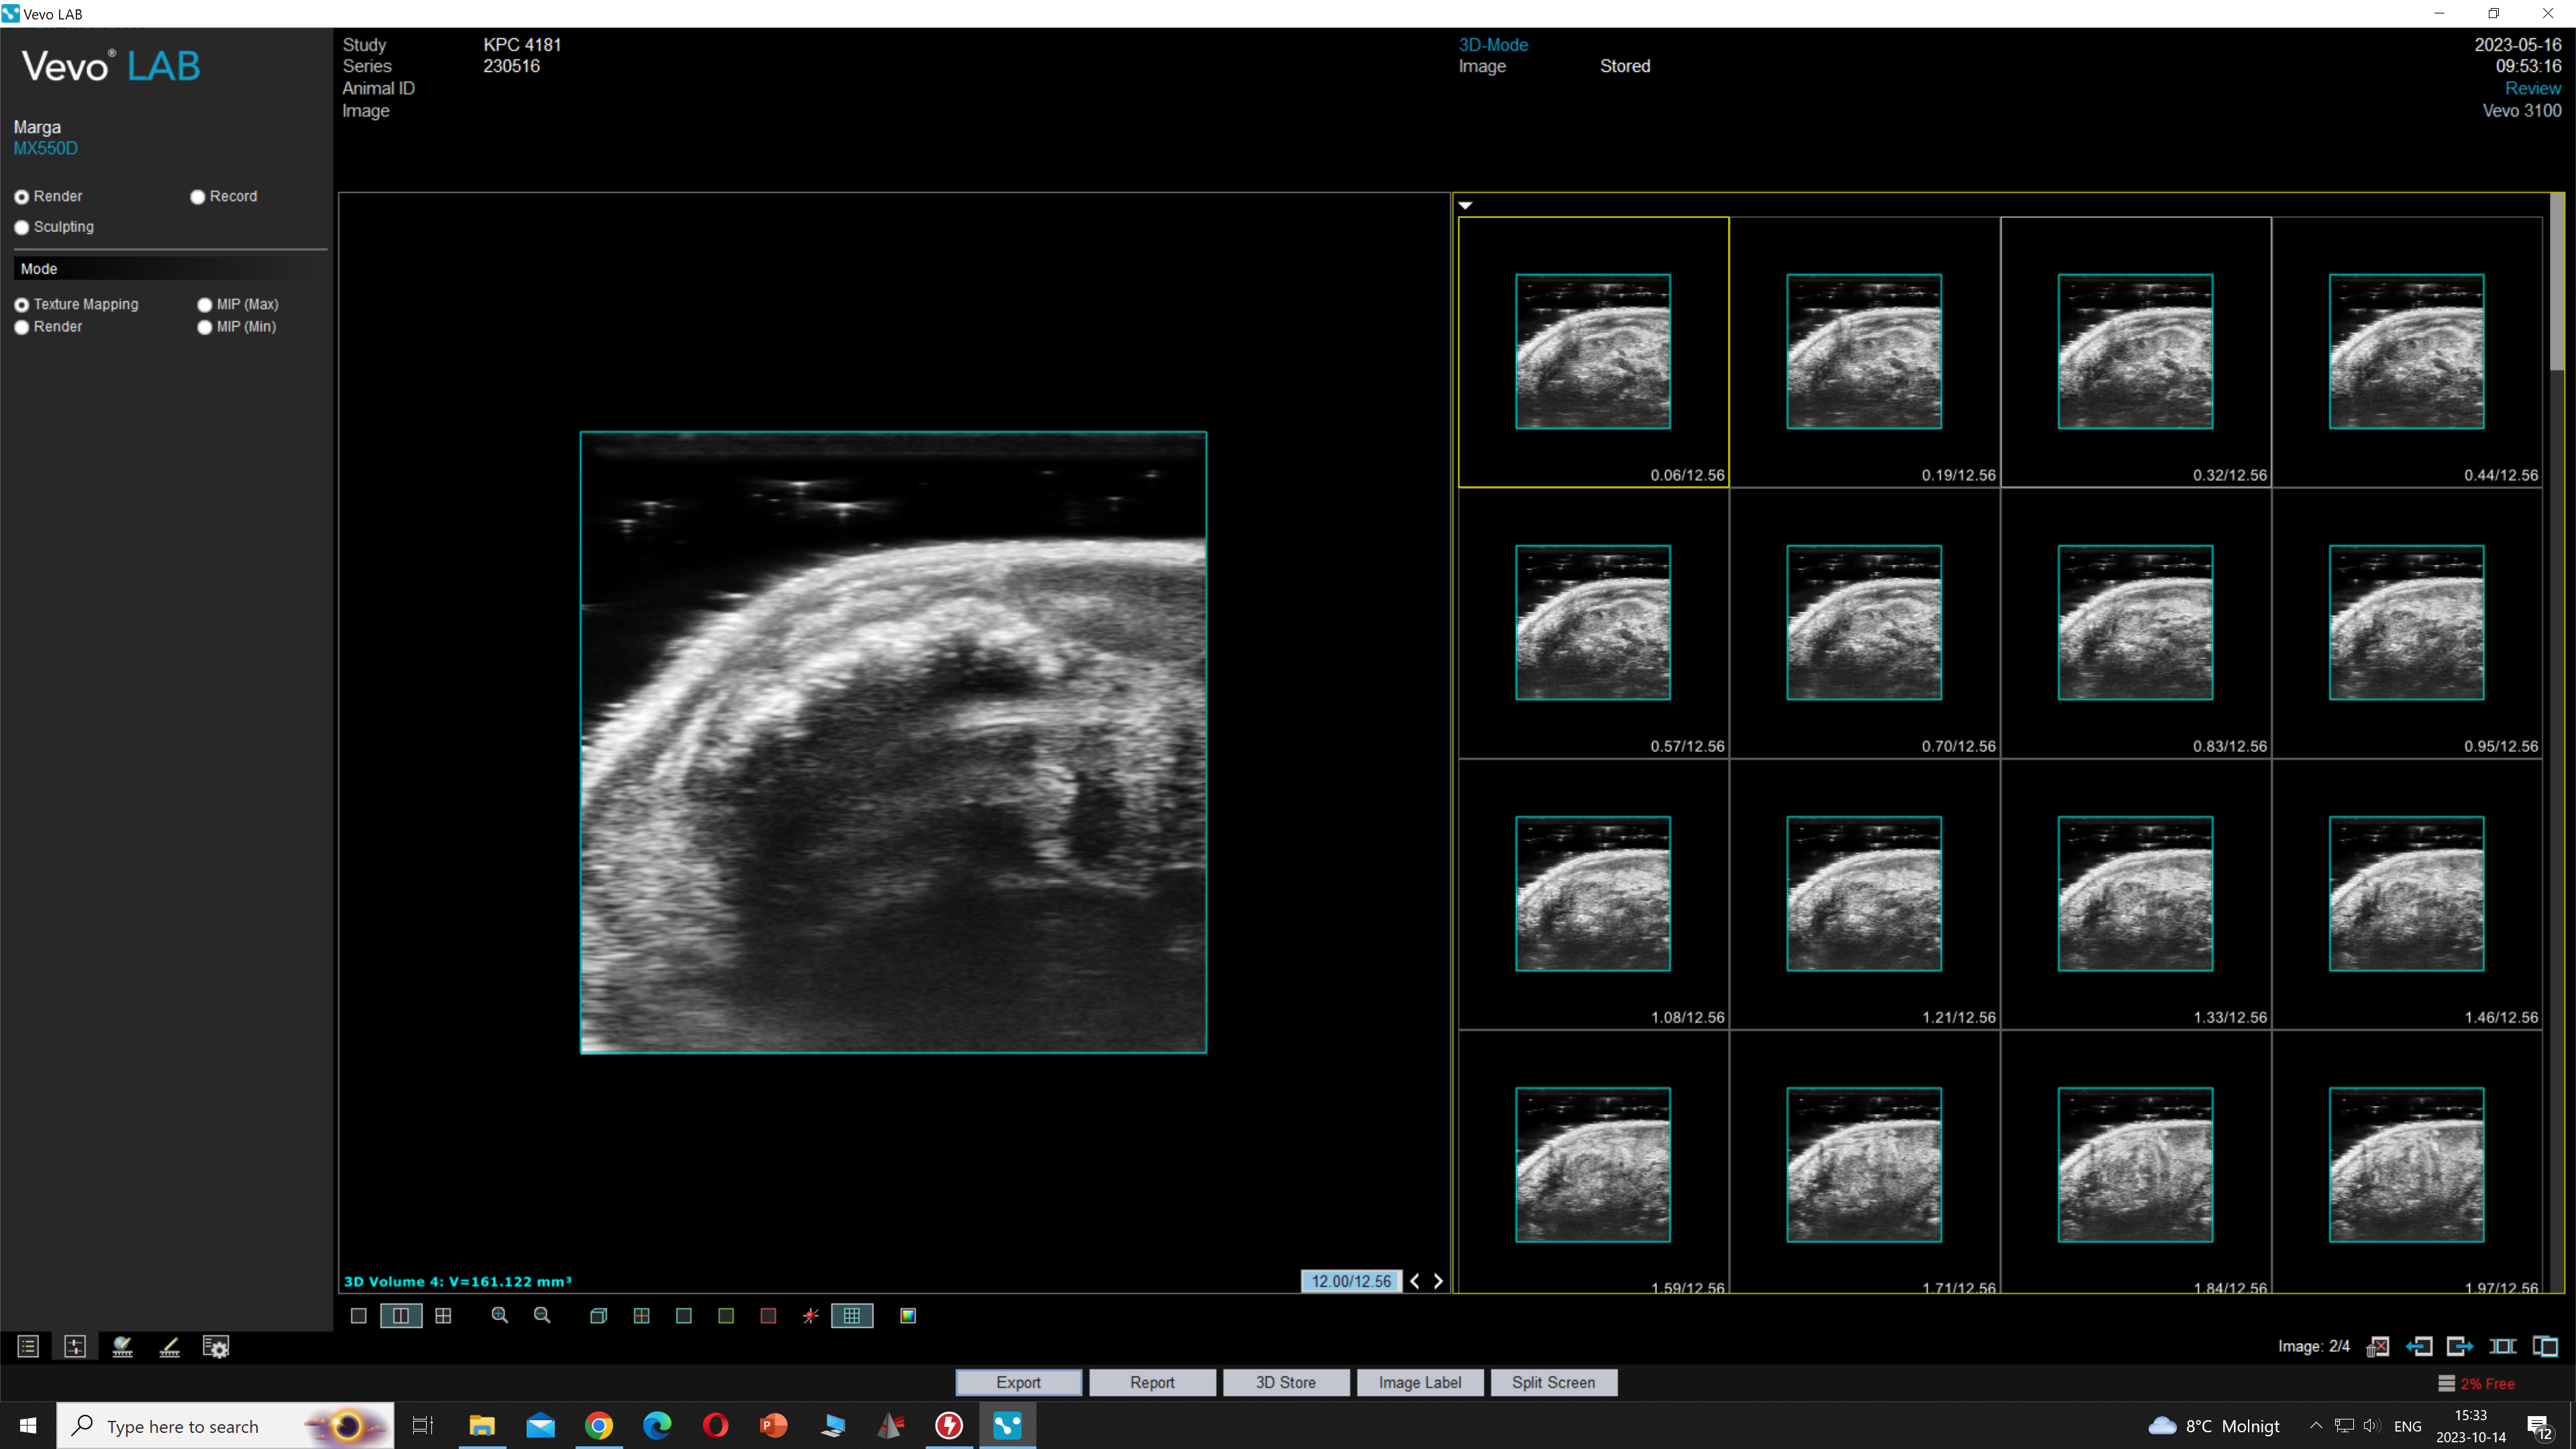 Vevo LAB
Vevo® LAB
Marga
MX550D
Render
Record
Sculpting
Mode
Texture Mapping
MIP (Max)
Render
MIP (Min)
Study KPC 4181
Series 230516
Animal ID
Image
3D-Mode
Image Stored
2023-05-16
09:53:16
Review
Vevo 3100
3D Volume 4: V=161.122 mm³
12.00/12.56
0.06/12.56
0.19/12.56
0.32/12.56
0.44/12.56
0.57/12.56
0.70/12.56
0.83/12.56
0.95/12.56
1.08/12.56
1.21/12.56
1.33/12.56
1.46/12.56
1.59/12.56
1.71/12.56
1.84/12.56
1.97/12.56
Image: 2/4
Export
Report
3D Store
Image Label
Split Screen
2% Free
Type here to search
8°C Molnigt
ENG
15:33
2023-10-14
12